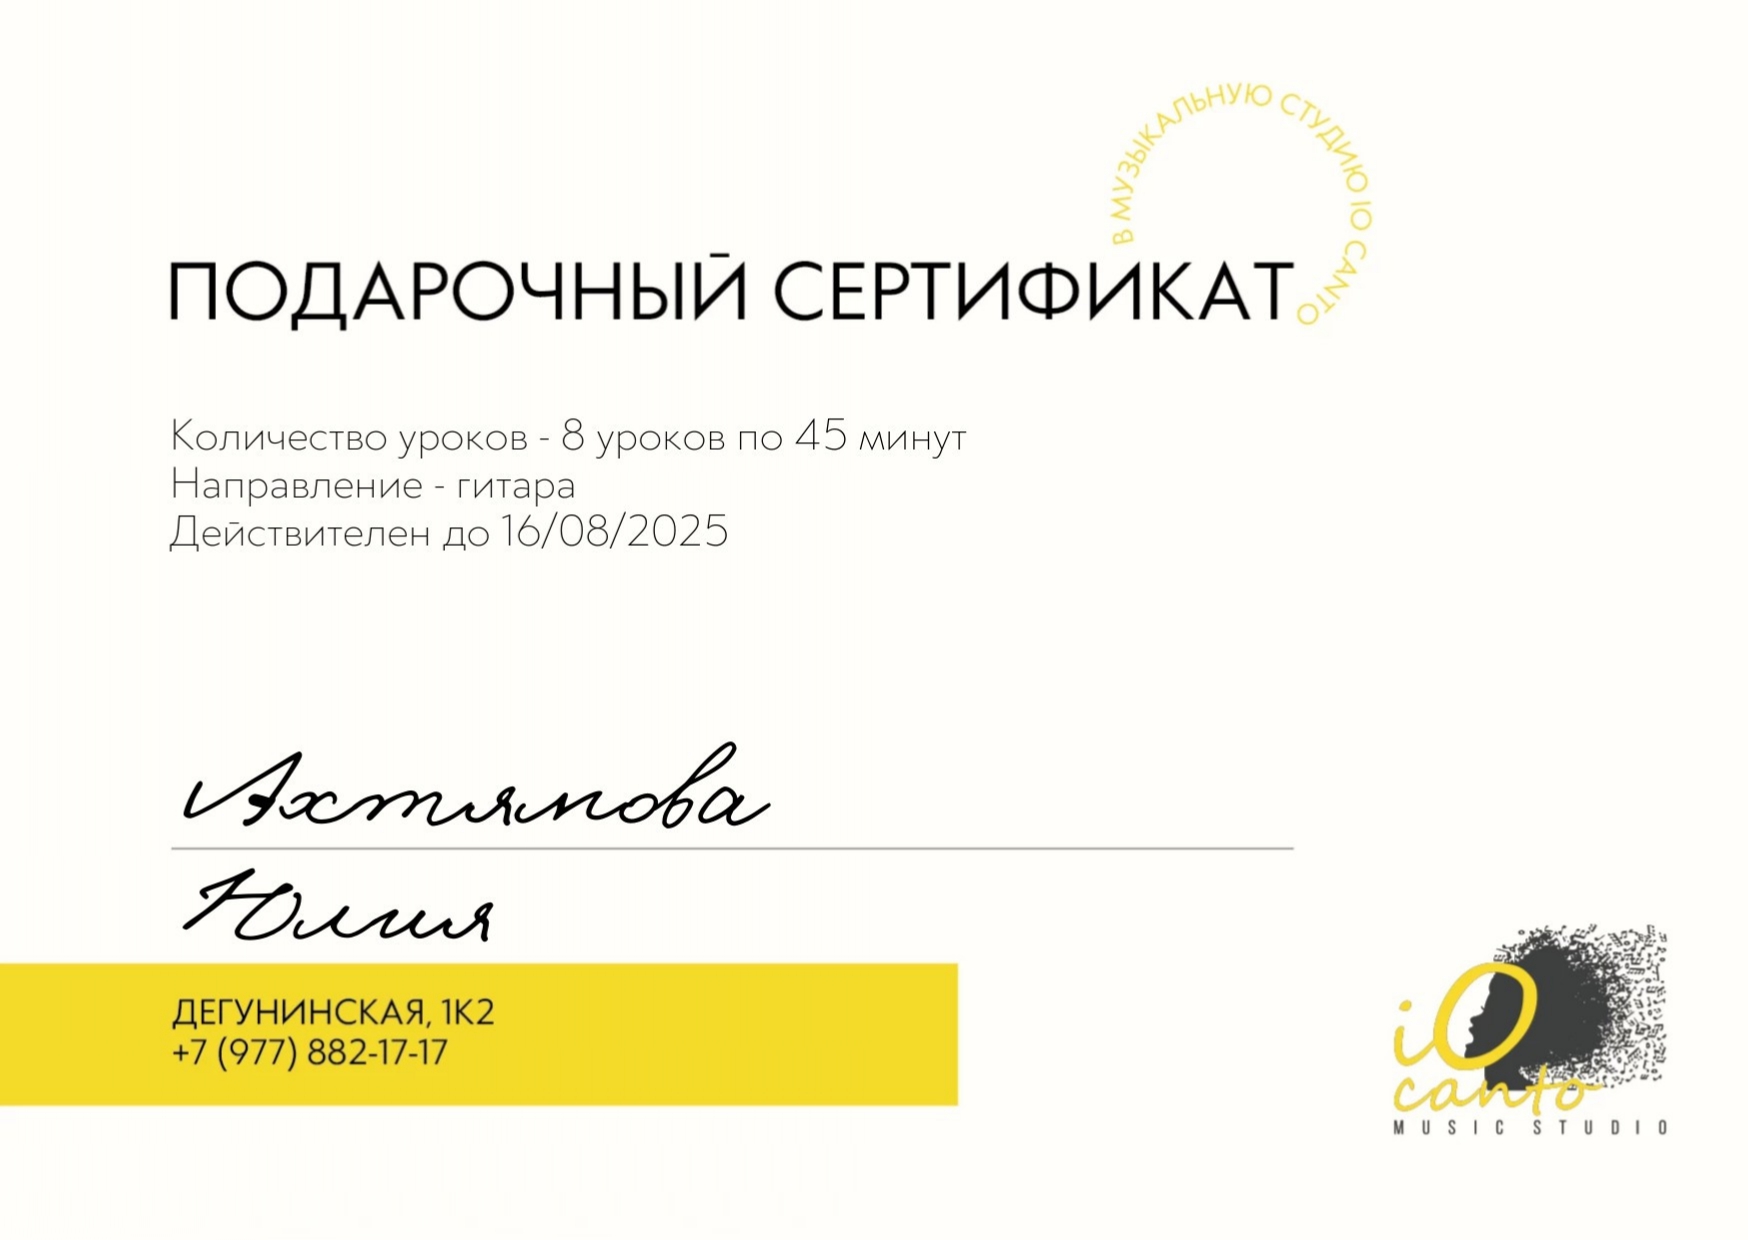 В МУЗЫКАЛЬНУЮ СТУДИЮ IO CANTO
ПОДАРОЧНЫЙ СЕРТИФИКАТ
Количество уроков - 8 уроков по 45 минут
Направление - гитара
Действителен до 16/08/2025
Ахтямова
Юлия
ДЕГУНИНСКАЯ, 1К2
+7 (977) 882-17-17
iO
canto
MUSIC STUDIO